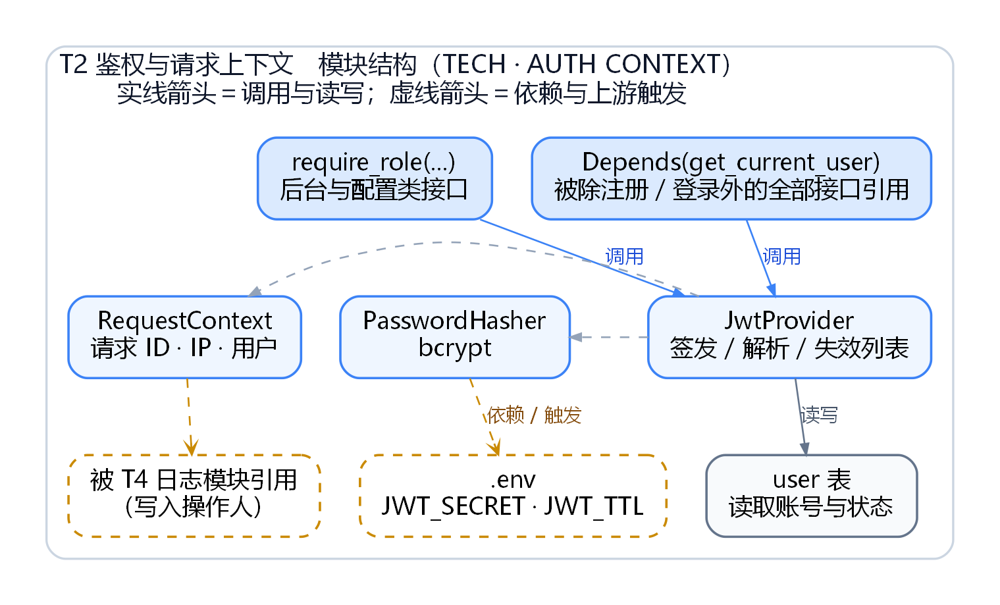 T2 鉴权与请求上下文　模块结构（TECH · AUTH CONTEXT）
实线箭头＝调用与读写；虚线箭头＝依赖与上游触发
require_role(...)
后台与配置类接口
Depends(get_current_user)
被除注册 / 登录外的全部接口引用
调用
调用
RequestContext
请求 ID · IP · 用户
PasswordHasher
bcrypt
JwtProvider
签发 / 解析 / 失效列表
依赖 / 触发
读写
被 T4 日志模块引用
（写入操作人）
.env
JWT_SECRET · JWT_TTL
user 表
读取账号与状态